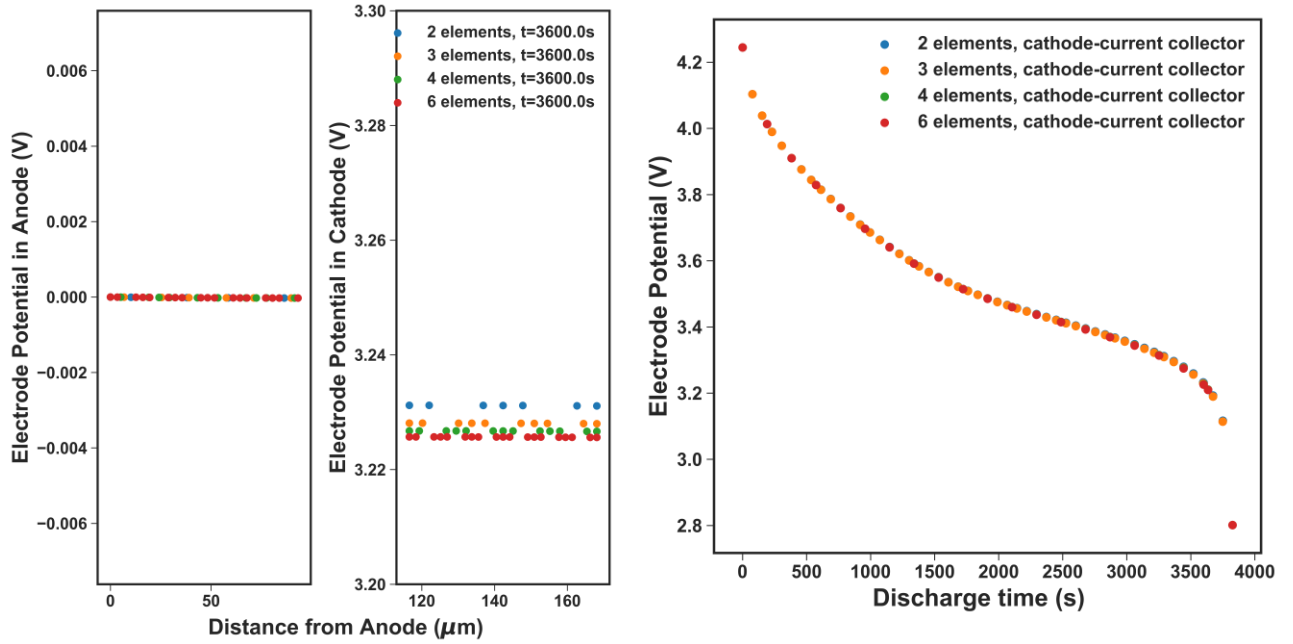 Electrode Potential in Anode (V)
0.006
0.004
0.002
0.000
−0.002
−0.004
−0.006
0
50
Electrode Potential in Cathode (V)
3.30
3.28
3.26
3.24
3.22
3.20
120
140
160
2 elements, t=3600.0s
3 elements, t=3600.0s
4 elements, t=3600.0s
6 elements, t=3600.0s
Distance from Anode (μm)
Electrode Potential (V)
4.2
4.0
3.8
3.6
3.4
3.2
3.0
2.8
2 elements, cathode-current collector
3 elements, cathode-current collector
4 elements, cathode-current collector
6 elements, cathode-current collector
0
500
1000
1500
2000
2500
3000
3500
4000
Discharge time (s)